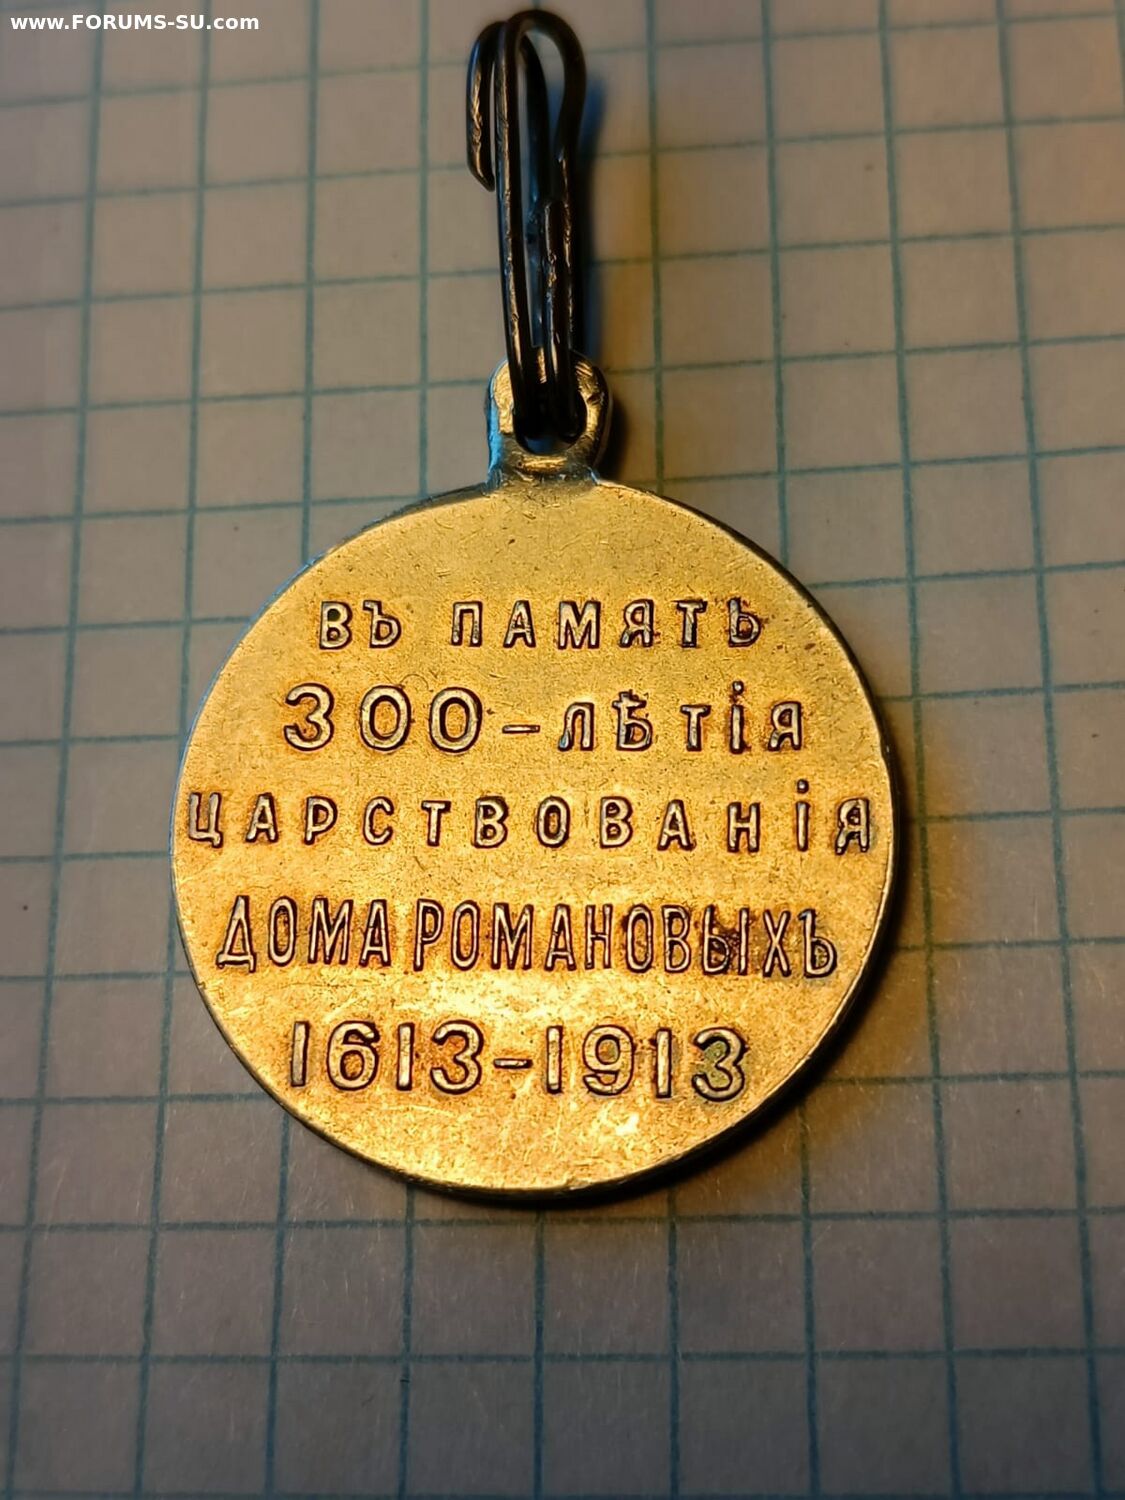 www.FORUMS-SU.com
ВЪ ПАМЯТЬ
300-ЛѢТІЯ
ЦАРСТВОВАНІЯ
ДОМА РОМАНОВЫХЪ
1613-1913